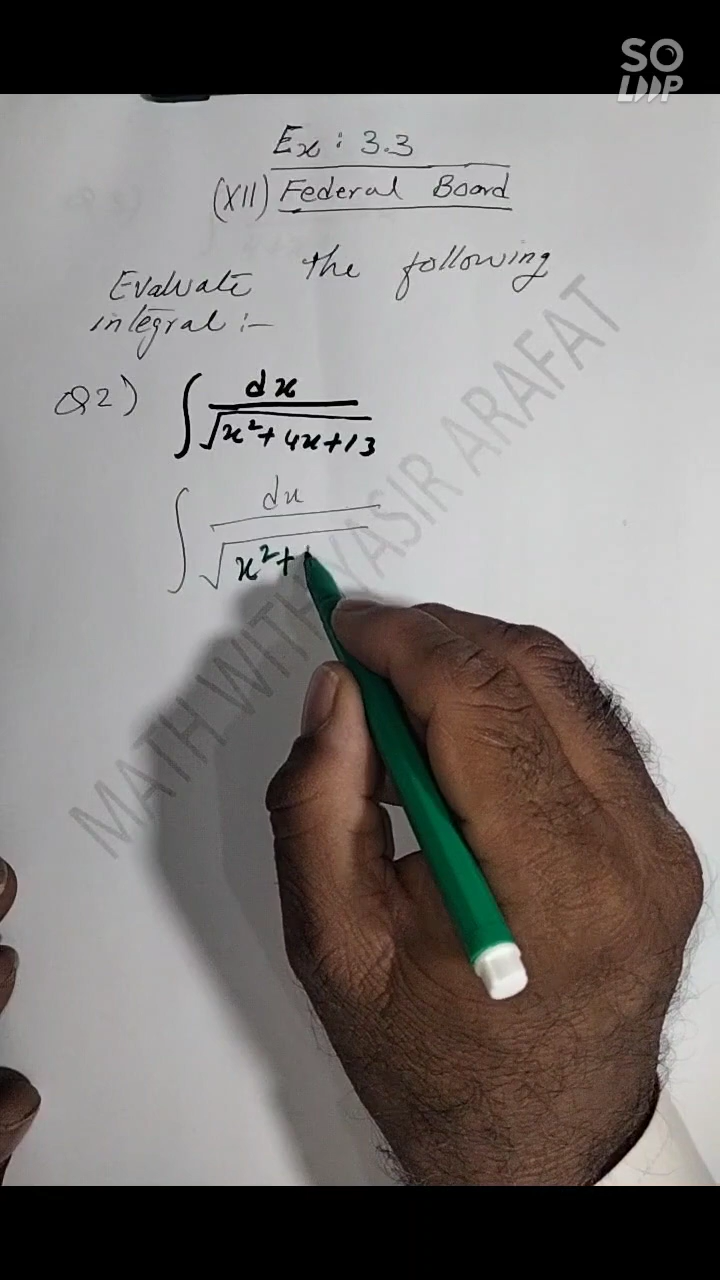 SO
LOOP
Ex: 3.3
(XII) Federal Board
Evaluate the following
integral :-
Q2) ∫ dx / √x²+4x+13
∫ dx / √x²+
MATH WITH YASIR ARAFAT